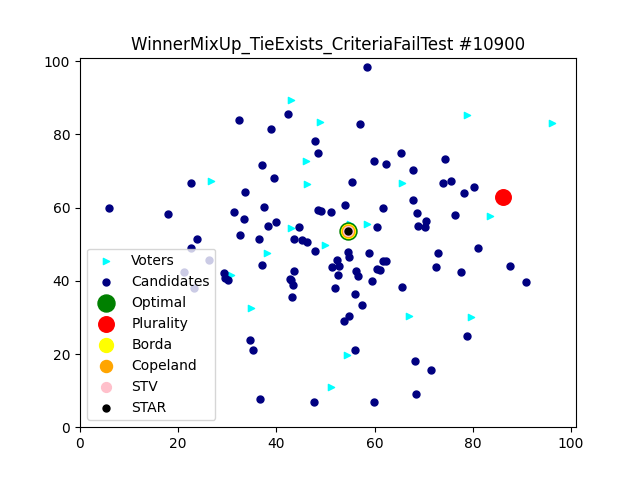 WinnerMixUp_TieExists_CriteriaFailTest #10900
100
80
60
40
20
0
Voters
Candidates
Optimal
Plurality
Borda
Copeland
STV
STAR
0 20 40 60 80 100